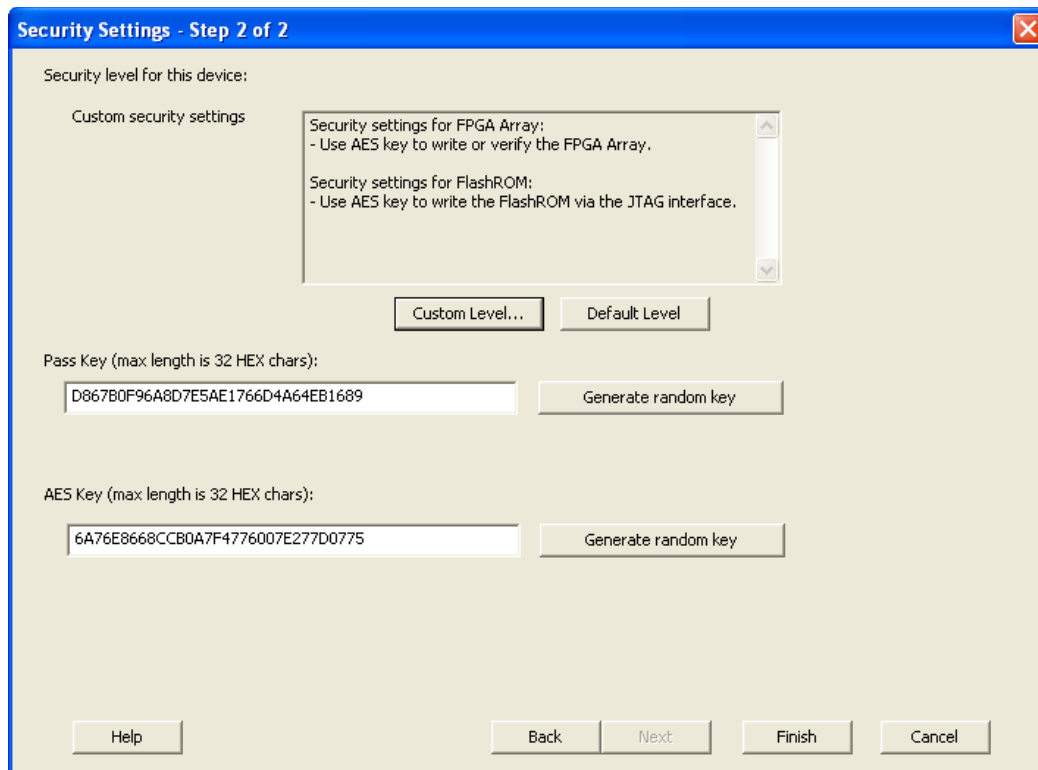 Security Settings - Step 2 of 2
Security level for this device:
Custom security settings
Security settings for FPGA Array:
- Use AES key to write or verify the FPGA Array.
Security settings for FlashROM:
- Use AES key to write the FlashROM via the JTAG interface.
Custom Level...
Default Level
Pass Key (max length is 32 HEX chars):
D867B0F96A8D7E5AE1766D4A64EB1689
Generate random key
AES Key (max length is 32 HEX chars):
6A76E8668CCB0A7F4776007E277D0775
Generate random key
Help
Back
Next
Finish
Cancel